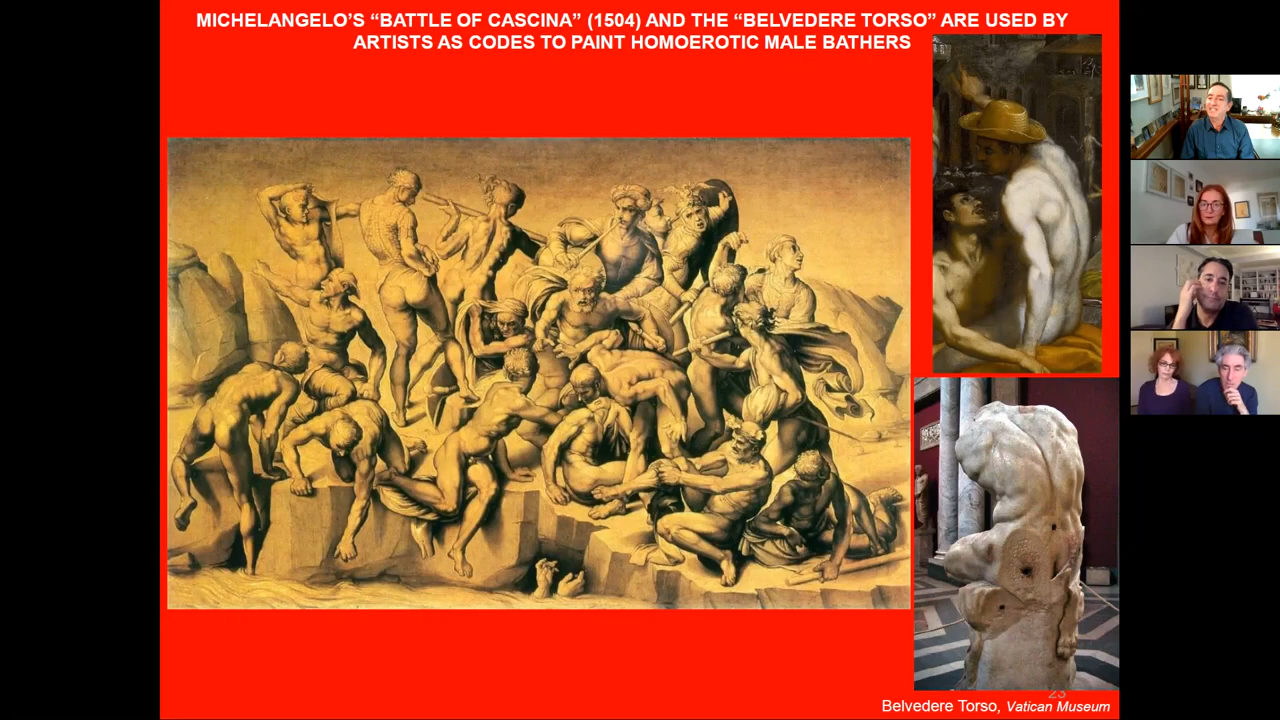 MICHELANGELO’S “BATTLE OF CASCINA” (1504) AND THE “BELVEDERE TORSO” ARE USED BY
ARTISTS AS CODES TO PAINT HOMOEROTIC MALE BATHERS
23
Belvedere Torso, Vatican Museum